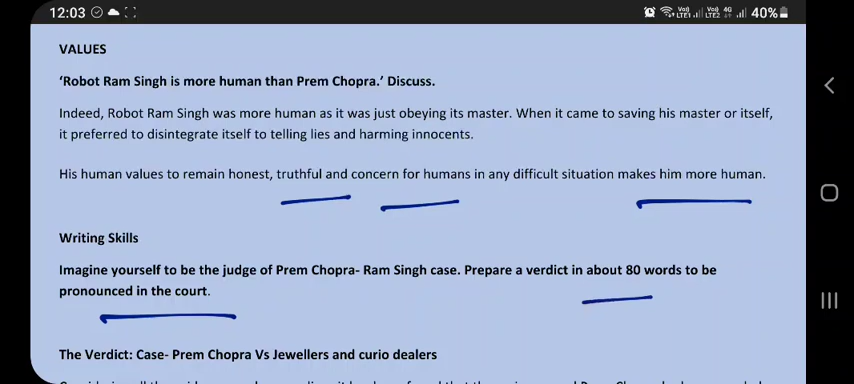 12:03
Vo) LTE1 Vo) LTE2 4G 40%
VALUES
‘Robot Ram Singh is more human than Prem Chopra.’ Discuss.
Indeed, Robot Ram Singh was more human as it was just obeying its master. When it came to saving his master or itself,
it preferred to disintegrate itself to telling lies and harming innocents.
His human values to remain honest, truthful and concern for humans in any difficult situation makes him more human.
Writing Skills
Imagine yourself to be the judge of Prem Chopra- Ram Singh case. Prepare a verdict in about 80 words to be
pronounced in the court.
The Verdict: Case- Prem Chopra Vs Jewellers and curio dealers